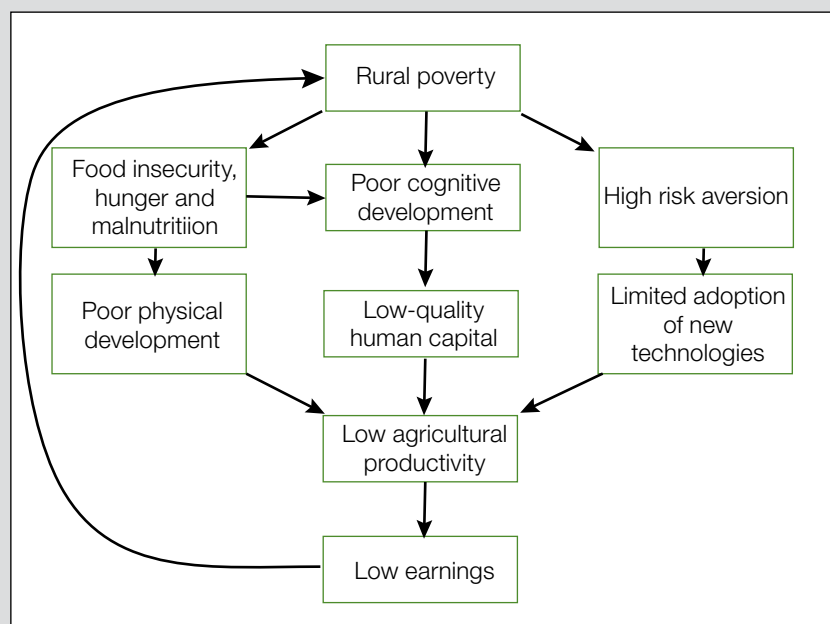 Rural poverty
Food insecurity,
hunger and
malnutritiion
Poor cognitive
development
High risk aversion
Poor physical
development
Low-quality
human capital
Limited adoption
of new
technologies
Low agricultural
productivity
Low earnings